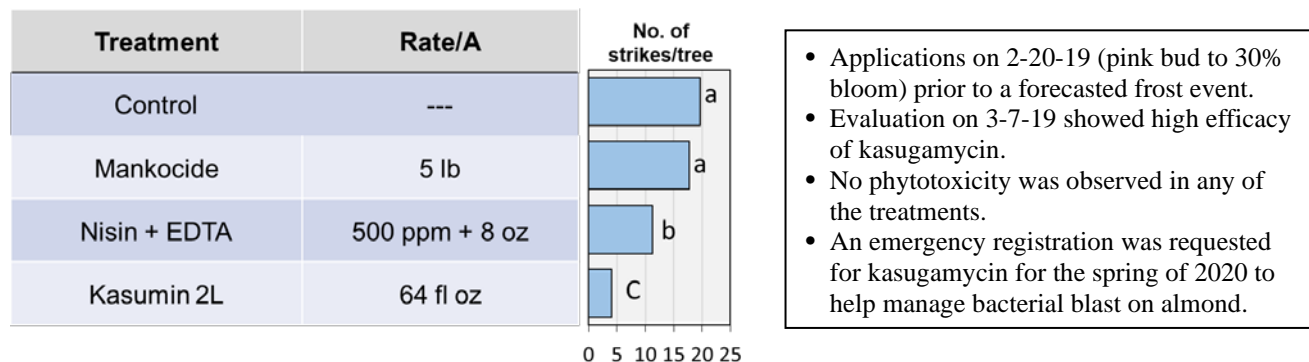 Treatment Rate/A No. of
strikes/tree
Control --- a
Mankocide 5 lb a
Nisin + EDTA 500 ppm + 8 oz b
Kasumin 2L 64 fl oz C
0 5 10 15 20 25
• Applications on 2-20-19 (pink bud to 30%
bloom) prior to a forecasted frost event.
• Evaluation on 3-7-19 showed high efficacy
of kasugamycin.
• No phytotoxicity was observed in any of
the treatments.
• An emergency registration was requested
for kasugamycin for the spring of 2020 to
help manage bacterial blast on almond.